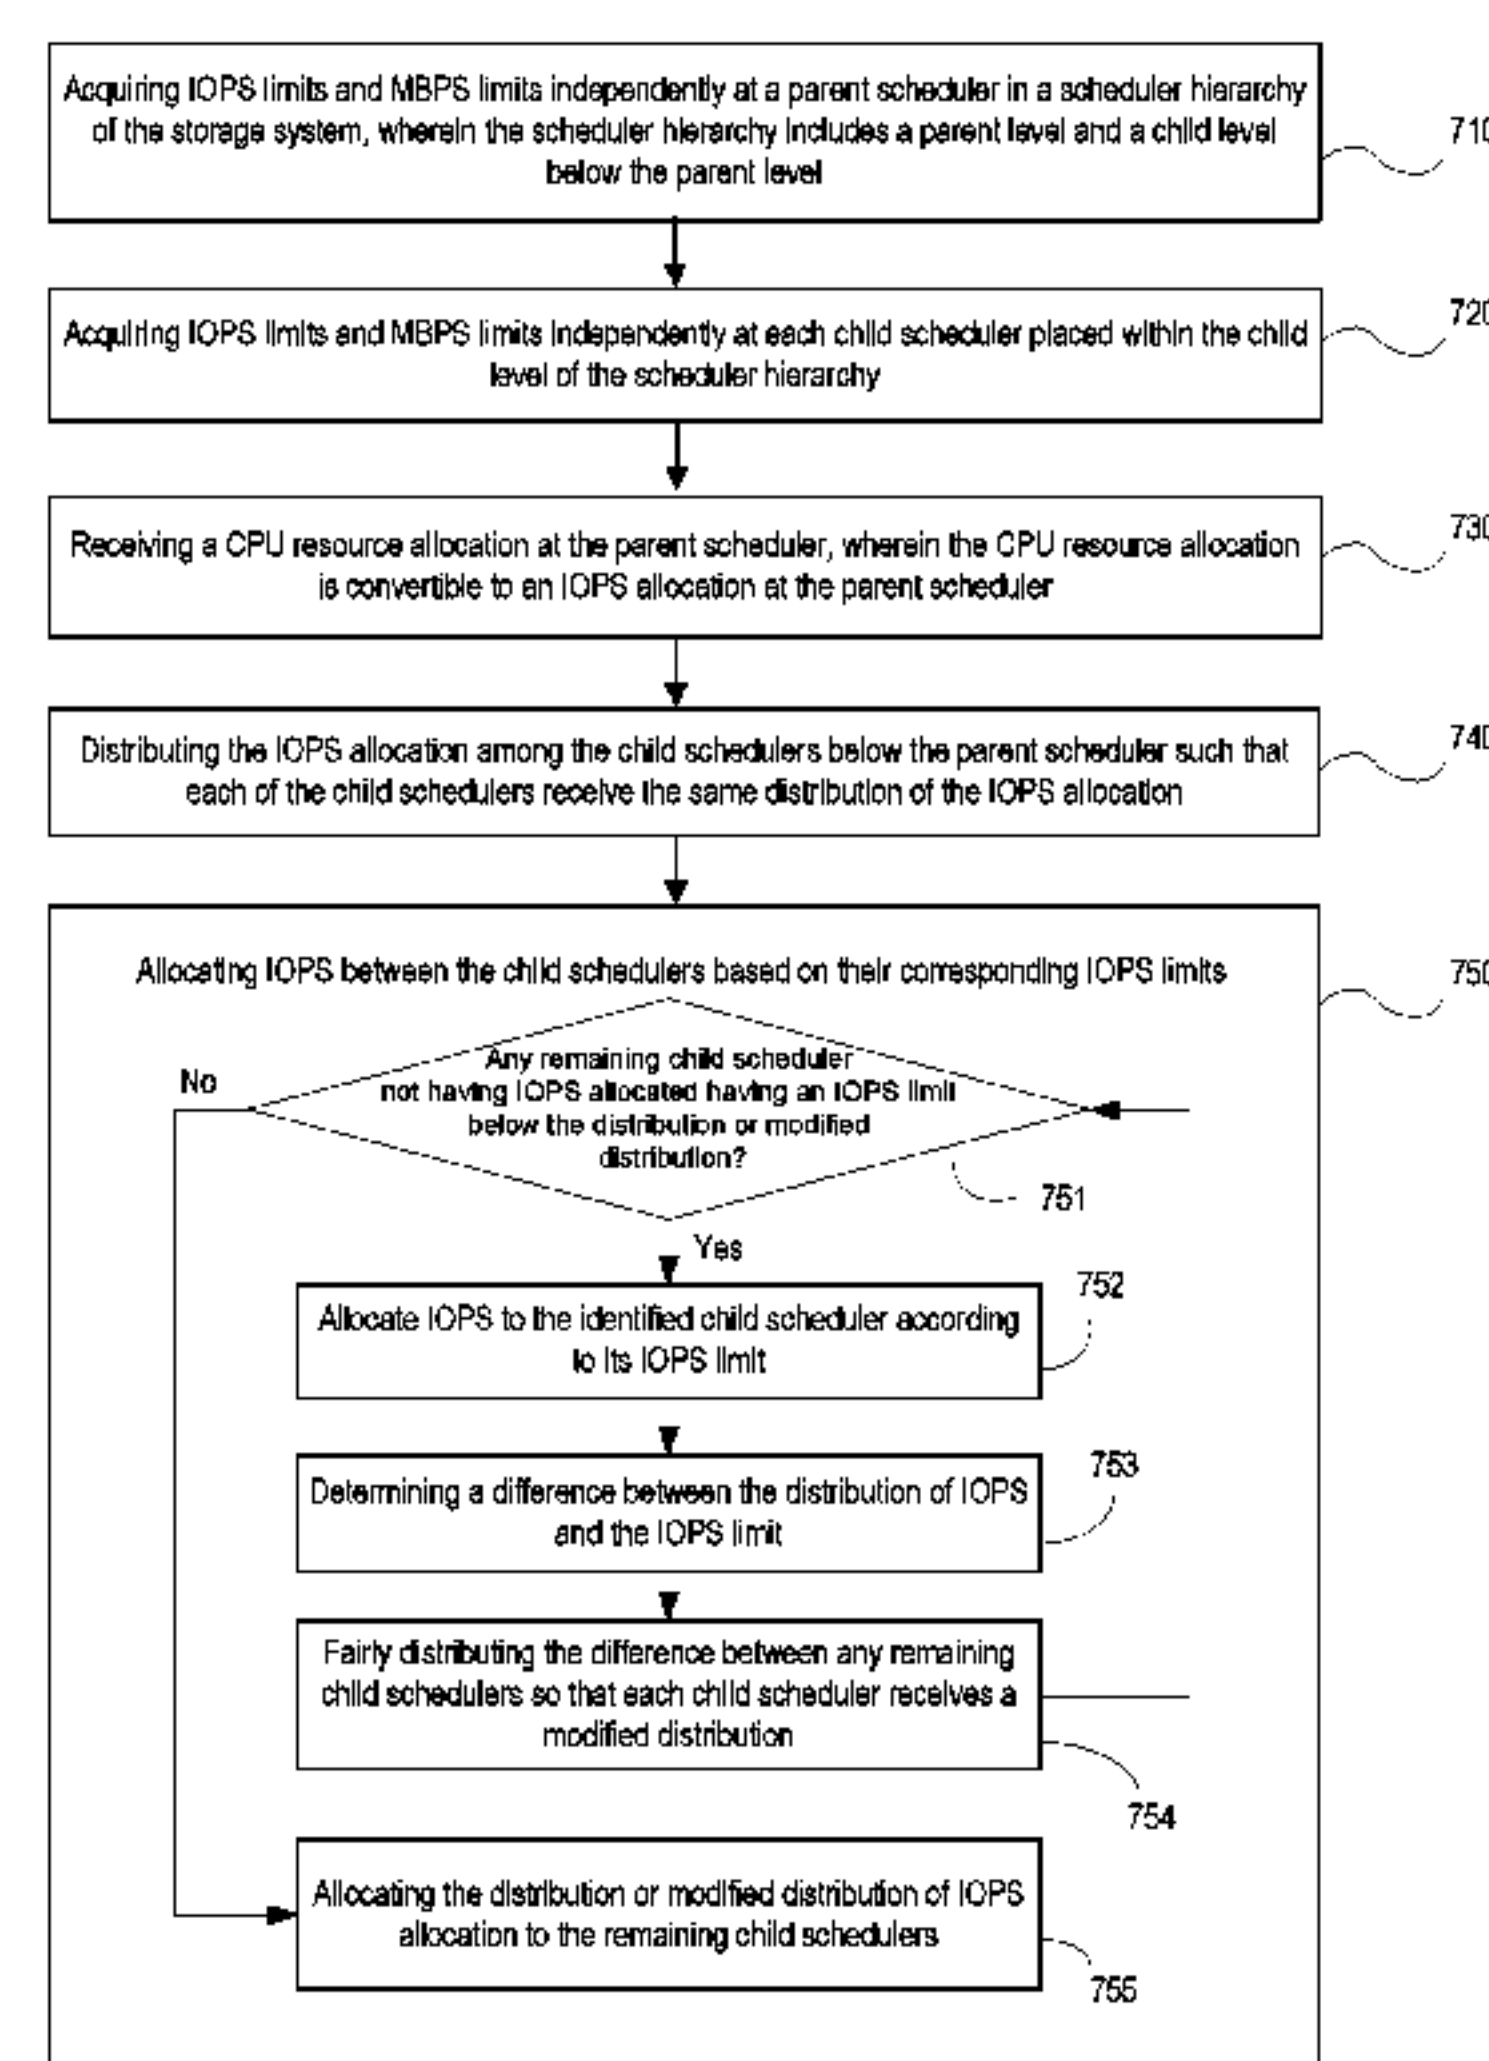 Acquiring IOPS limits and MBPS limits independently at a parent scheduler in a scheduler hierarchy
of the storage system, wherein the scheduler hierarchy includes a parent level and a child level
below the parent level
710
Acquiring IOPS limits and MBPS limits independently at each child scheduler placed within the child
level of the scheduler hierarchy
720
Receiving a CPU resource allocation at the parent scheduler, wherein the CPU resource allocation
is convertible to an IOPS allocation at the parent scheduler
730
Distributing the IOPS allocation among the child schedulers below the parent scheduler such that
each of the child schedulers receive the same distribution of the IOPS allocation
740
Allocating IOPS between the child schedulers based on their corresponding IOPS limits
750
Any remaining child scheduler
not having IOPS allocated having an IOPS limit
below the distribution or modified
distribution?
No
751
Yes
752
Allocate IOPS to the identified child scheduler according
to its IOPS limit
753
Determining a difference between the distribution of IOPS
and the IOPS limit
Fairly distributing the difference between any remaining
child schedulers so that each child scheduler receives a
modified distribution
754
Allocating the distribution or modified distribution of IOPS
allocation to the remaining child schedulers
755